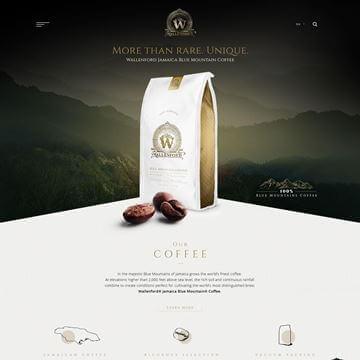 W
WALLENFORD
MORE THAN RARE. UNIQUE.
WALLENFORD JAMAICA BLUE MOUNTAIN COFFEE
W
WALLENFORD
100%
BLUE MOUNTAINS COFFEE
OUR
COFFEE
In the majestic Blue Mountains of Jamaica grows the world's finest coffee.
At elevations higher than 2,000 feet above sea level, the rich soil and continuous rainfall
combine to create conditions perfect for cultivating the world's most distinguished brew:
Wallenford® Jamaica Blue Mountain® Coffee.
LEARN MORE
JAMAICAN COFFEE
RIGOROUS SELECTION
VACUUM PACKING